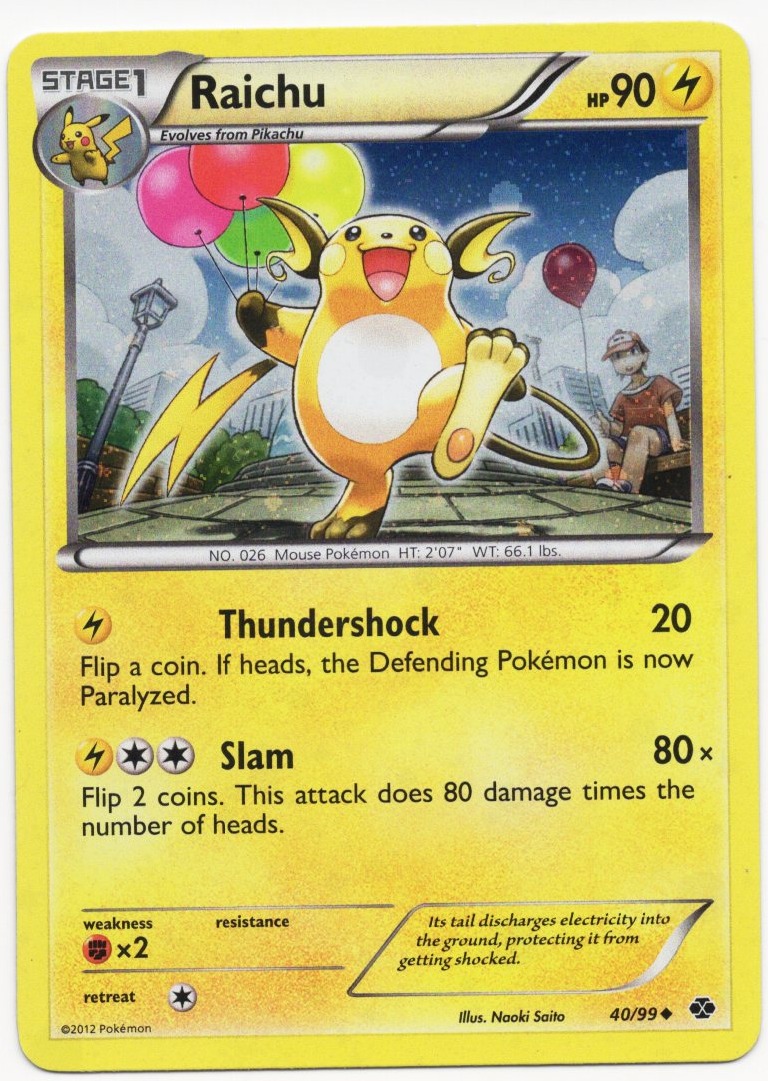 STAGE1
Raichu
HP 90
Evolves from Pikachu
NO. 026 Mouse Pokémon HT: 2'07" WT: 66.1 lbs.
Thundershock 20
Flip a coin. If heads, the Defending Pokémon is now
Paralyzed.
Slam 80×
Flip 2 coins. This attack does 80 damage times the
number of heads.
weakness resistance
×2
Its tail discharges electricity into
the ground, protecting it from
getting shocked.
retreat
Illus. Naoki Saito 40/99
©2012 Pokémon